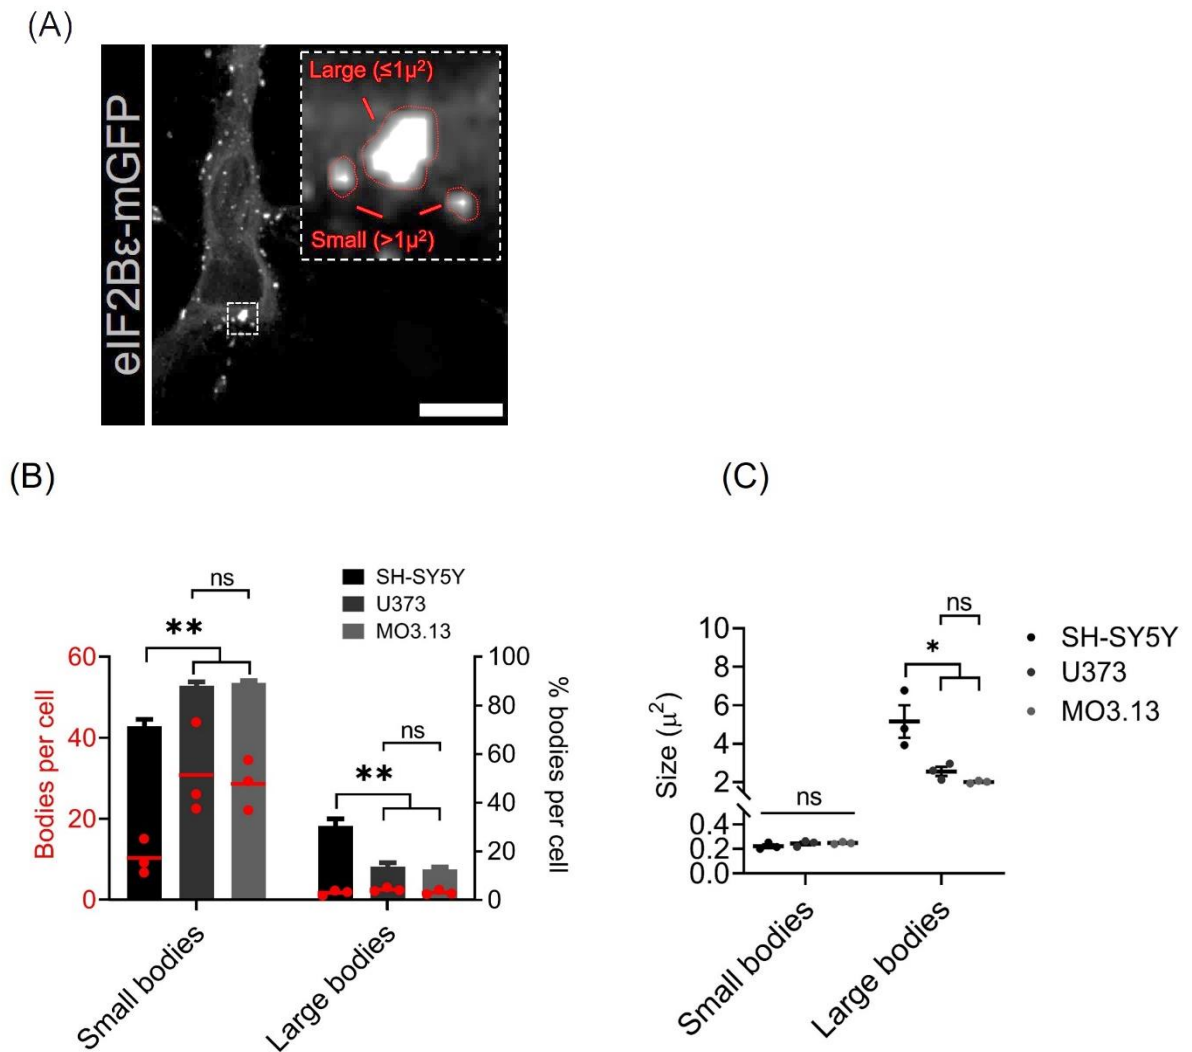 (A)
eIF2Bε-mGFP
Large (≤1μ²)
Small (>1μ²)
(B)
ns
SH-SY5Y
U373
MO3.13
**
60
40
20
0
Bodies per cell
100
80
60
40
20
0
% bodies per cell
ns
**
Small bodies
Large bodies
(C)
ns
*
SH-SY5Y
U373
MO3.13
10
8
6
4
2
0.4
0.2
0.0
Size (μ²)
ns
Small bodies
Large bodies